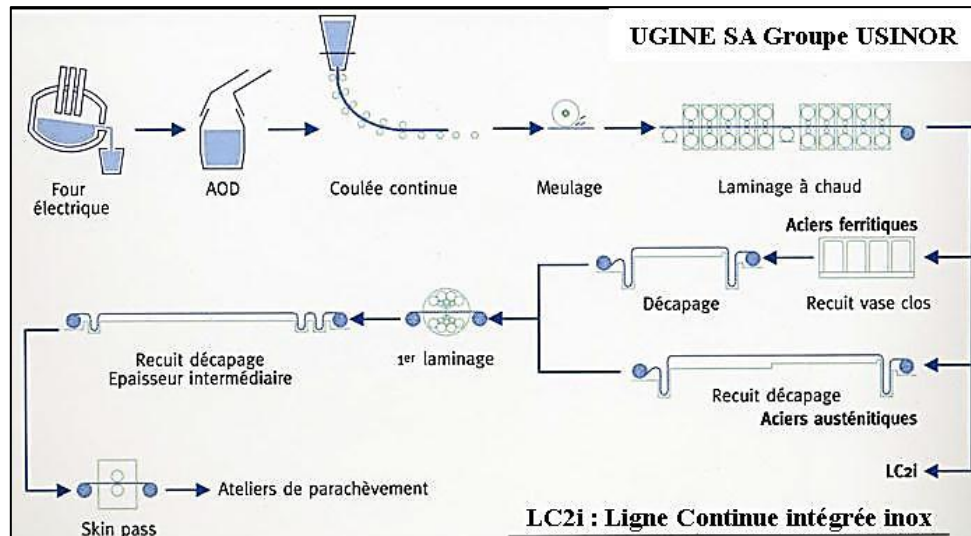 UGINE SA Groupe USINOR
Four
électrique
AOD
Coulée continue
Meulage
Laminage à chaud
Aciers ferritiques
Décapage
Recuit vase clos
Recuit décapage
Epaisseur intermédiaire
1er laminage
Recuit décapage
Aciers austénitiques
LC2i
Ateliers de parachèvement
Skin pass
LC2i : Ligne Continue intégrée inox